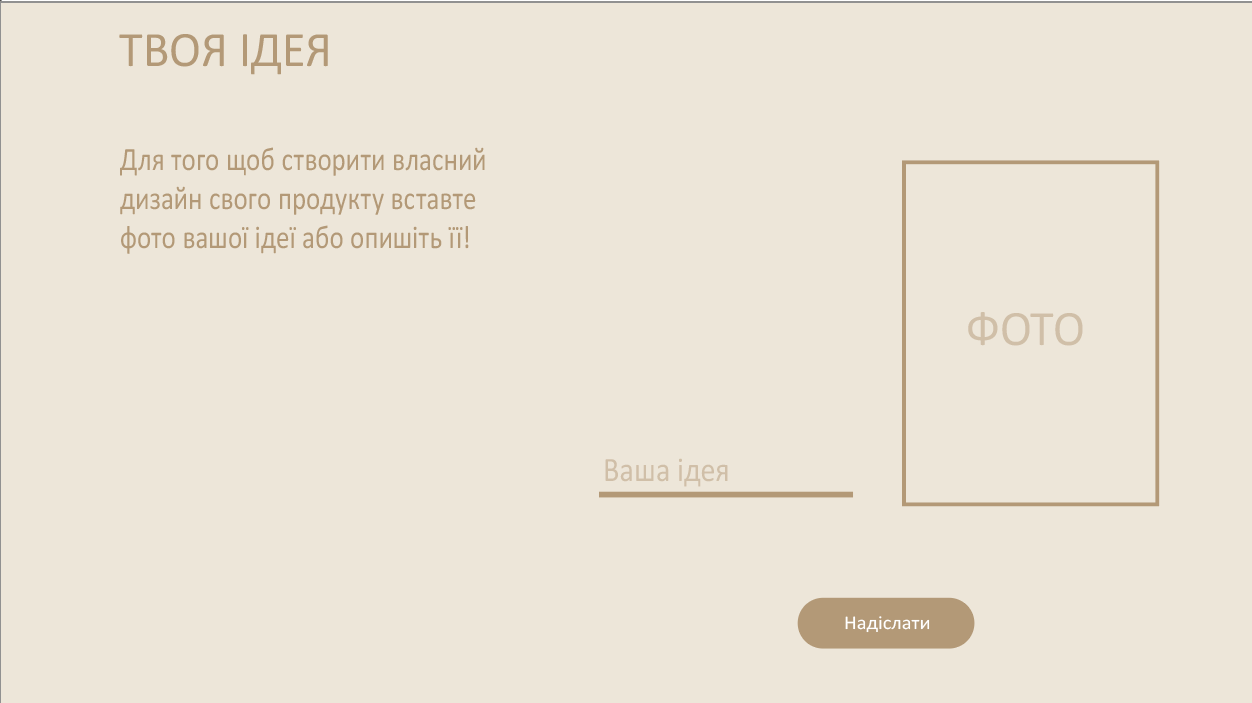 ТВОЯ ІДЕЯ
Для того щоб створити власний
дизайн свого продукту вставте
фото вашої ідеї або опишіть її!
ФОТО
Ваша ідея
Надіслати